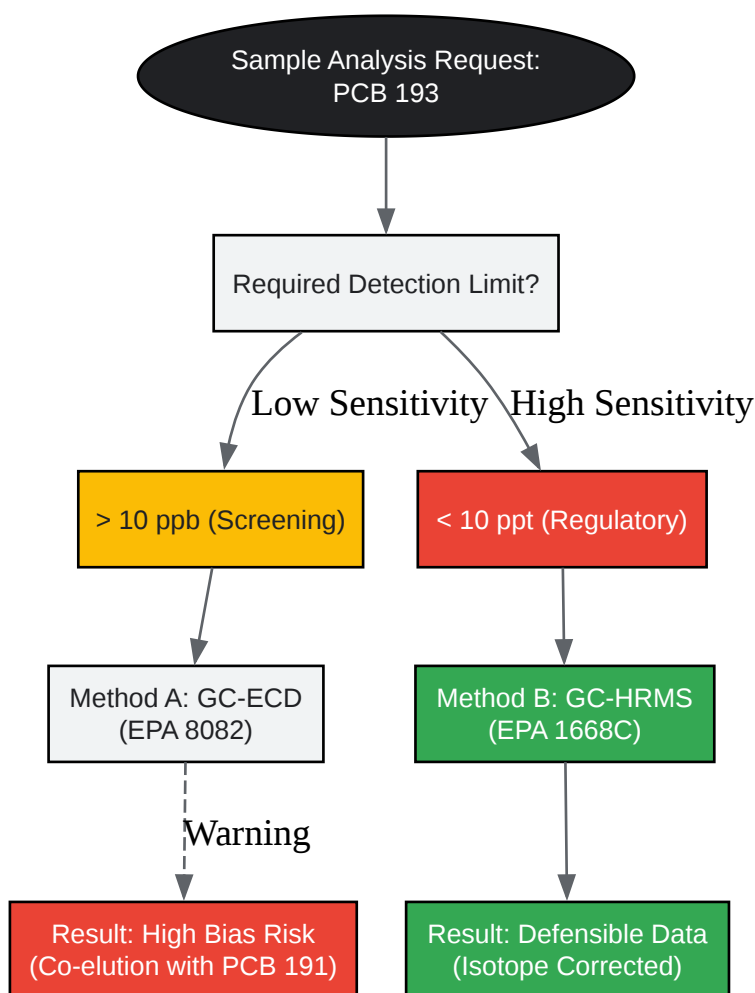 Sample Analysis Request:
PCB 193
Required Detection Limit?
Low Sensitivity
High Sensitivity
> 10 ppb (Screening)
< 10 ppt (Regulatory)
Method A: GC-ECD
(EPA 8082)
Method B: GC-HRMS
(EPA 1668C)
Warning
Result: High Bias Risk
(Co-elution with PCB 191)
Result: Defensible Data
(Isotope Corrected)